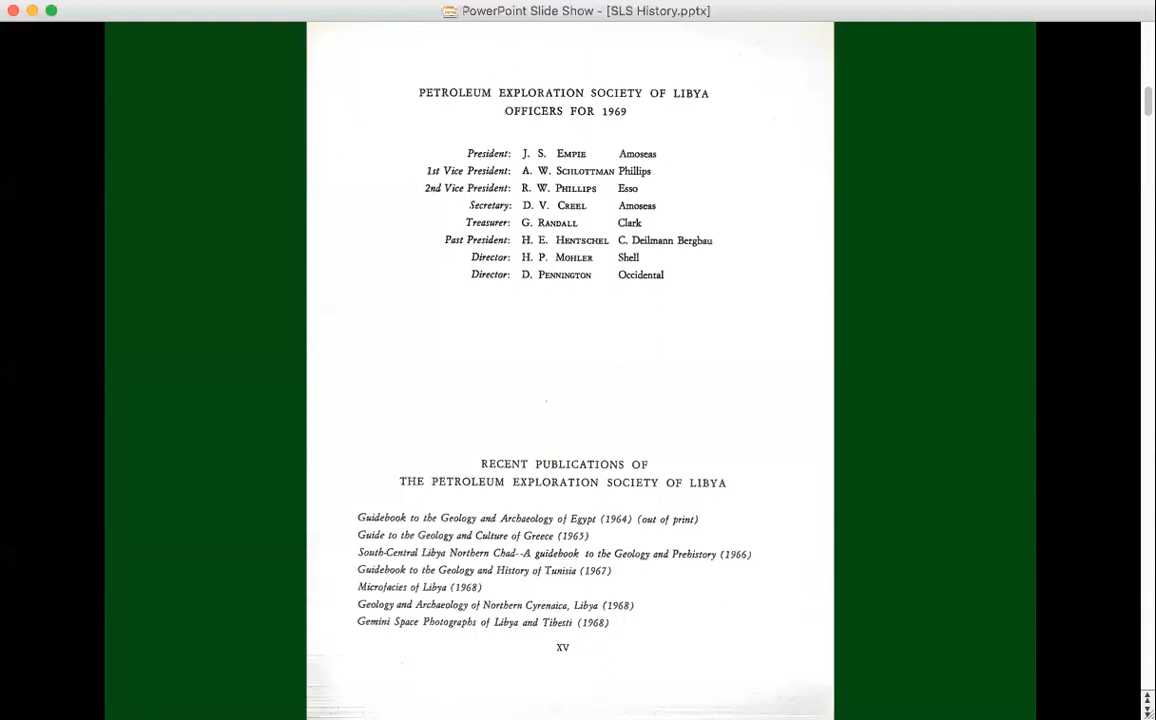 PowerPoint Slide Show - [SLS History.pptx]
PETROLEUM EXPLORATION SOCIETY OF LIBYA
OFFICERS FOR 1969
President: J. S. EMPIE Amoseas
1st Vice President: A. W. SCHLOTTMAN Phillips
2nd Vice President: R. W. PHILLIPS Esso
Secretary: D. V. CREEL Amoseas
Treasurer: G. RANDALL Clark
Past President: H. E. HENTSCHEL C. Deilmann Bergbau
Director: H. P. MOHLER Shell
Director: D. PENNINGTON Occidental
RECENT PUBLICATIONS OF
THE PETROLEUM EXPLORATION SOCIETY OF LIBYA
Guidebook to the Geology and Archaeology of Egypt (1964) (out of print)
Guide to the Geology and Culture of Greece (1965)
South-Central Libya Northern Chad--A guidebook to the Geology and Prehistory (1966)
Guidebook to the Geology and History of Tunisia (1967)
Microfacies of Libya (1968)
Geology and Archaeology of Northern Cyrenaica, Libya (1968)
Gemini Space Photographs of Libya and Tibesti (1968)
XV